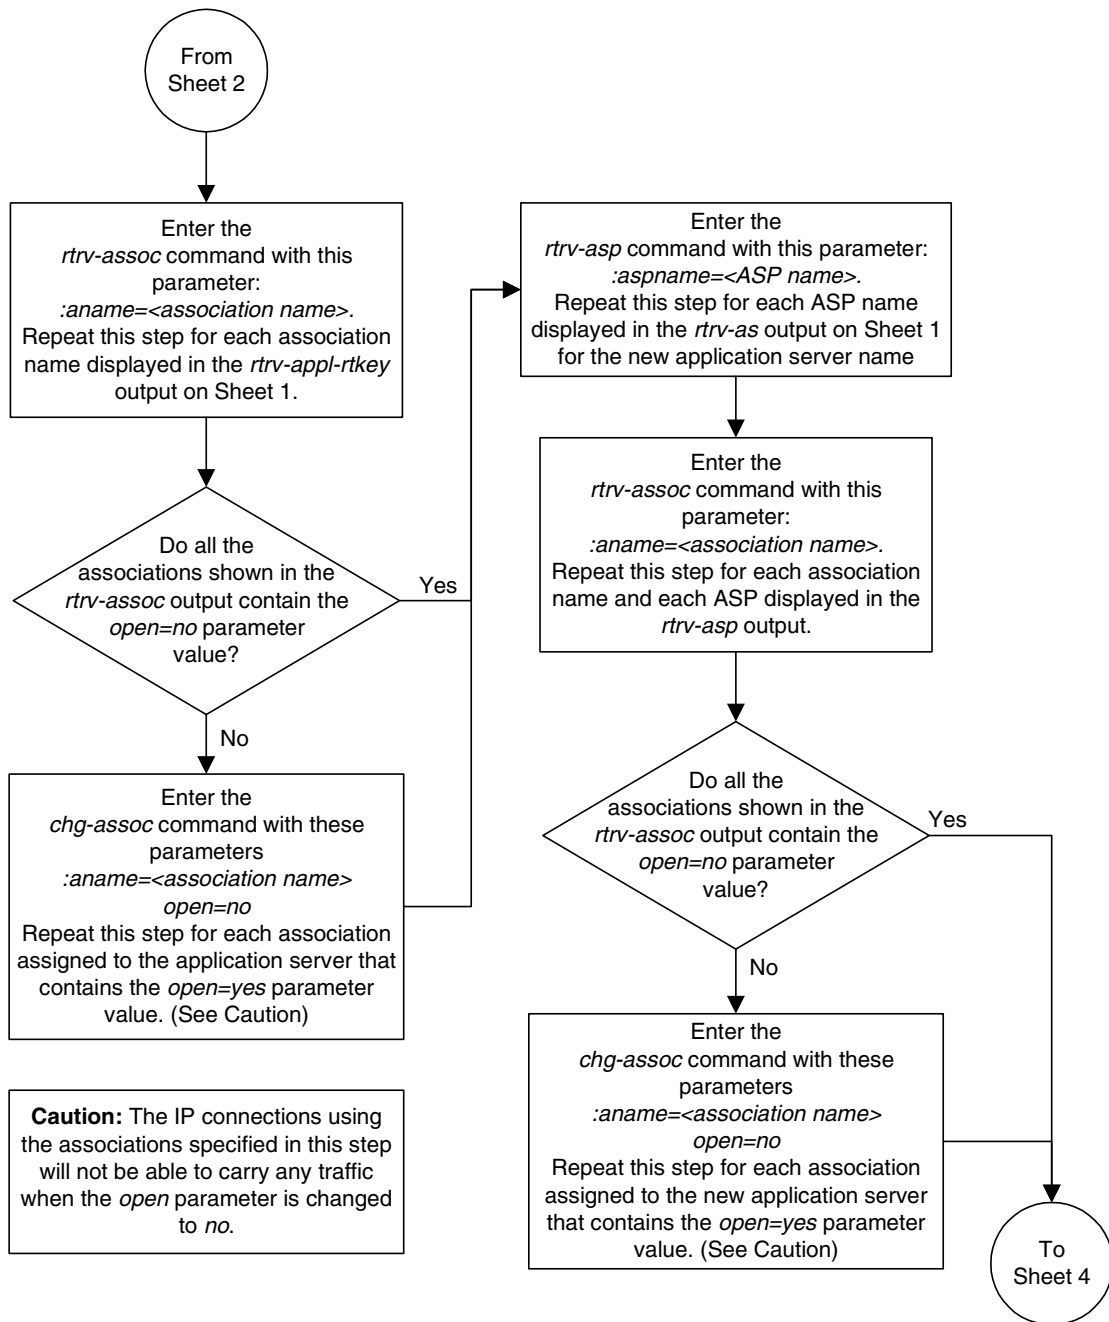 From
Sheet 2
Enter the
rtrv-assoc command with this
parameter:
:aname=<association name>.
Repeat this step for each association
name displayed in the rtrv-appl-rtkey
output on Sheet 1.
Do all the
associations shown in the
rtrv-assoc output contain the
open=no parameter
value?
Yes
No
Enter the
chg-assoc command with these
parameters
:aname=<association name>
open=no
Repeat this step for each association
assigned to the application server that
contains the open=yes parameter
value. (See Caution)
Caution: The IP connections using
the associations specified in this step
will not be able to carry any traffic
when the open parameter is changed
to no.
Enter the
rtrv-asp command with this parameter:
:aspname=<ASP name>.
Repeat this step for each ASP name
displayed in the rtrv-as output on Sheet 1
for the new application server name
Enter the
rtrv-assoc command with this
parameter:
:aname=<association name>.
Repeat this step for each association
name and each ASP displayed in the
rtrv-asp output.
Do all the
associations shown in the
rtrv-assoc output contain the
open=no parameter
value?
Yes
No
Enter the
chg-assoc command with these
parameters
:aname=<association name>
open=no
Repeat this step for each association
assigned to the new application server
that contains the open=yes parameter
value. (See Caution)
To
Sheet 4